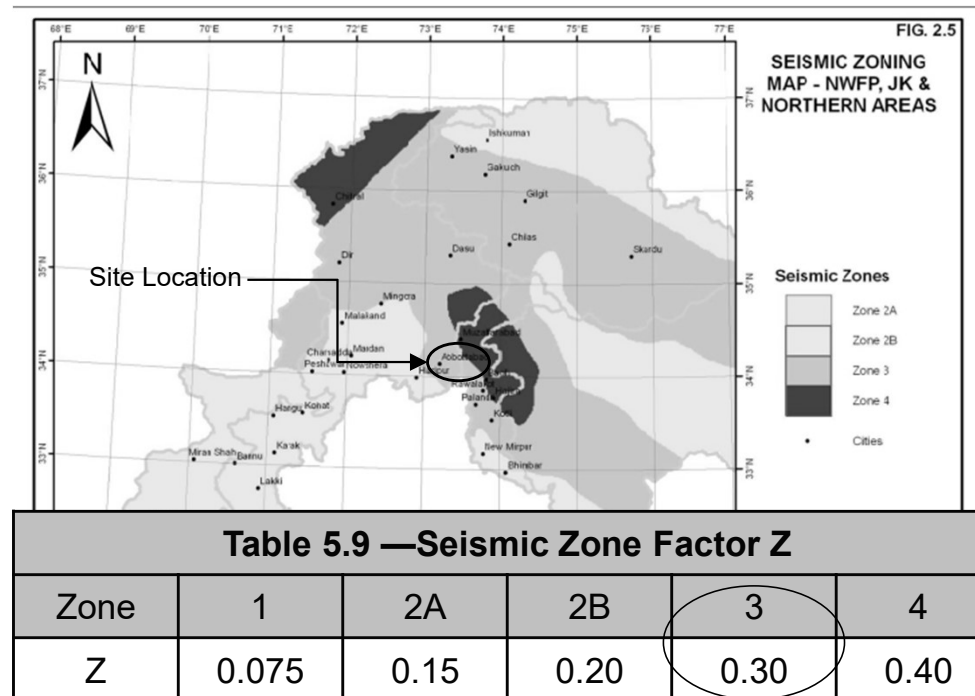 FIG. 2.5
SEISMIC ZONING
MAP - NWFP, JK &
NORTHERN AREAS
68°E 69°E 70°E 71°E 72°E 73°E 74°E 75°E 76°E 77°E
N
37°N
36°N
35°N
34°N
33°N
37°N
36°N
35°N
34°N
33°N
Ishkuman
Yasin
Gakuch
Gilgit
Chitral
Chilas
Dasu
Skardu
Dir
Site Location
Mingora
Malakand
Muzaffarabad
Charsadda
Mardan
Abbottabad
Peshawar
Nowshera
Haripur
Rawalakot
Palandri
Kotli
Hangu
Kohat
Karak
New Mirpur
Miran Shah
Bannu
Bhimbar
Lakki
Seismic Zones
Zone 2A
Zone 2B
Zone 3
Zone 4
Cities
Table 5.9 —Seismic Zone Factor Z
Zone 1 2A 2B 3 4
Z 0.075 0.15 0.20 0.30 0.40